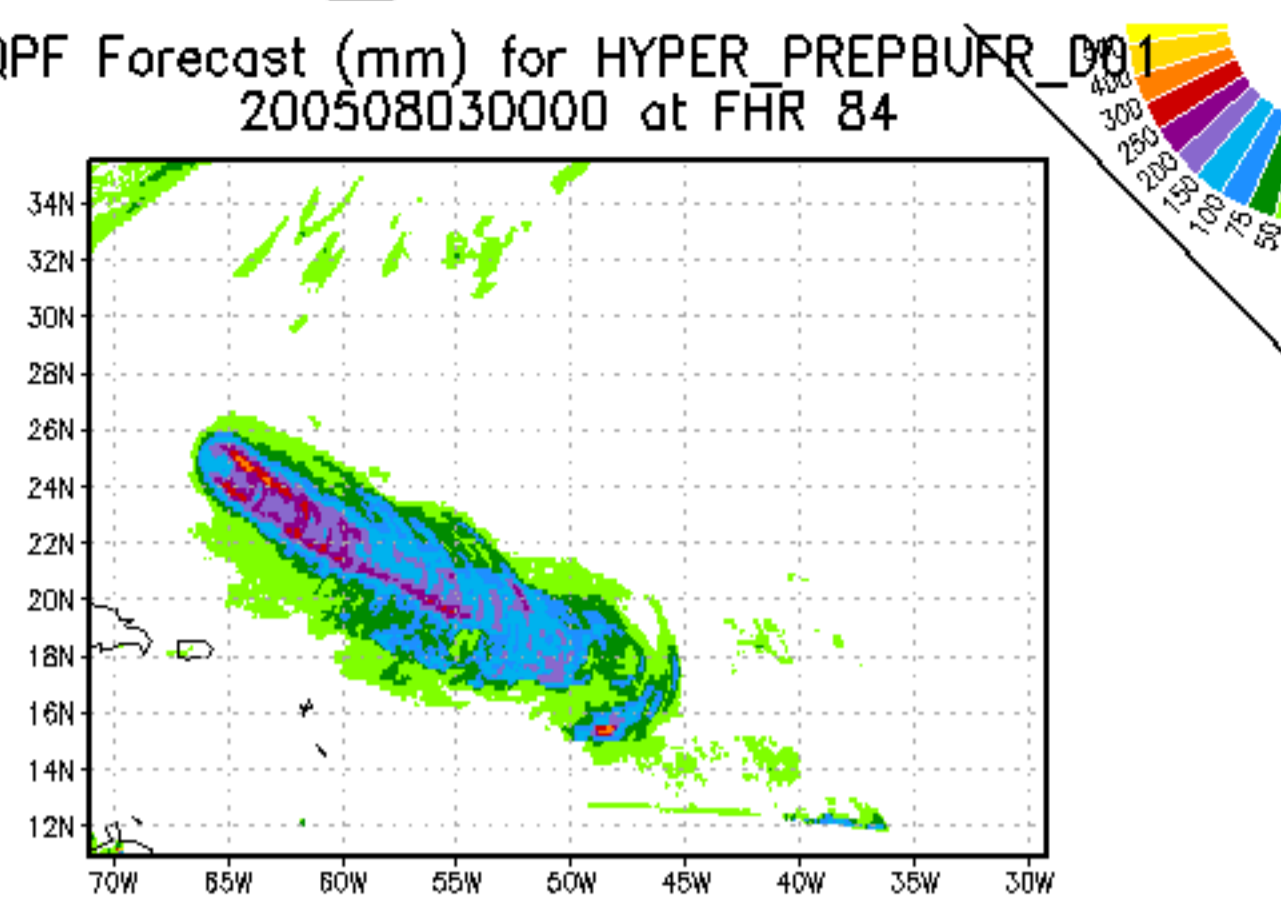 QPF Forecast (mm) for HYPER_PREPBUFR_D01
200508030000 at FHR 84
400
300
250
200
150
100
75
50
34N
32N
30N
28N
26N
24N
22N
20N
18N
16N
14N
12N
70W 65W 60W 55W 50W 45W 40W 35W 30W